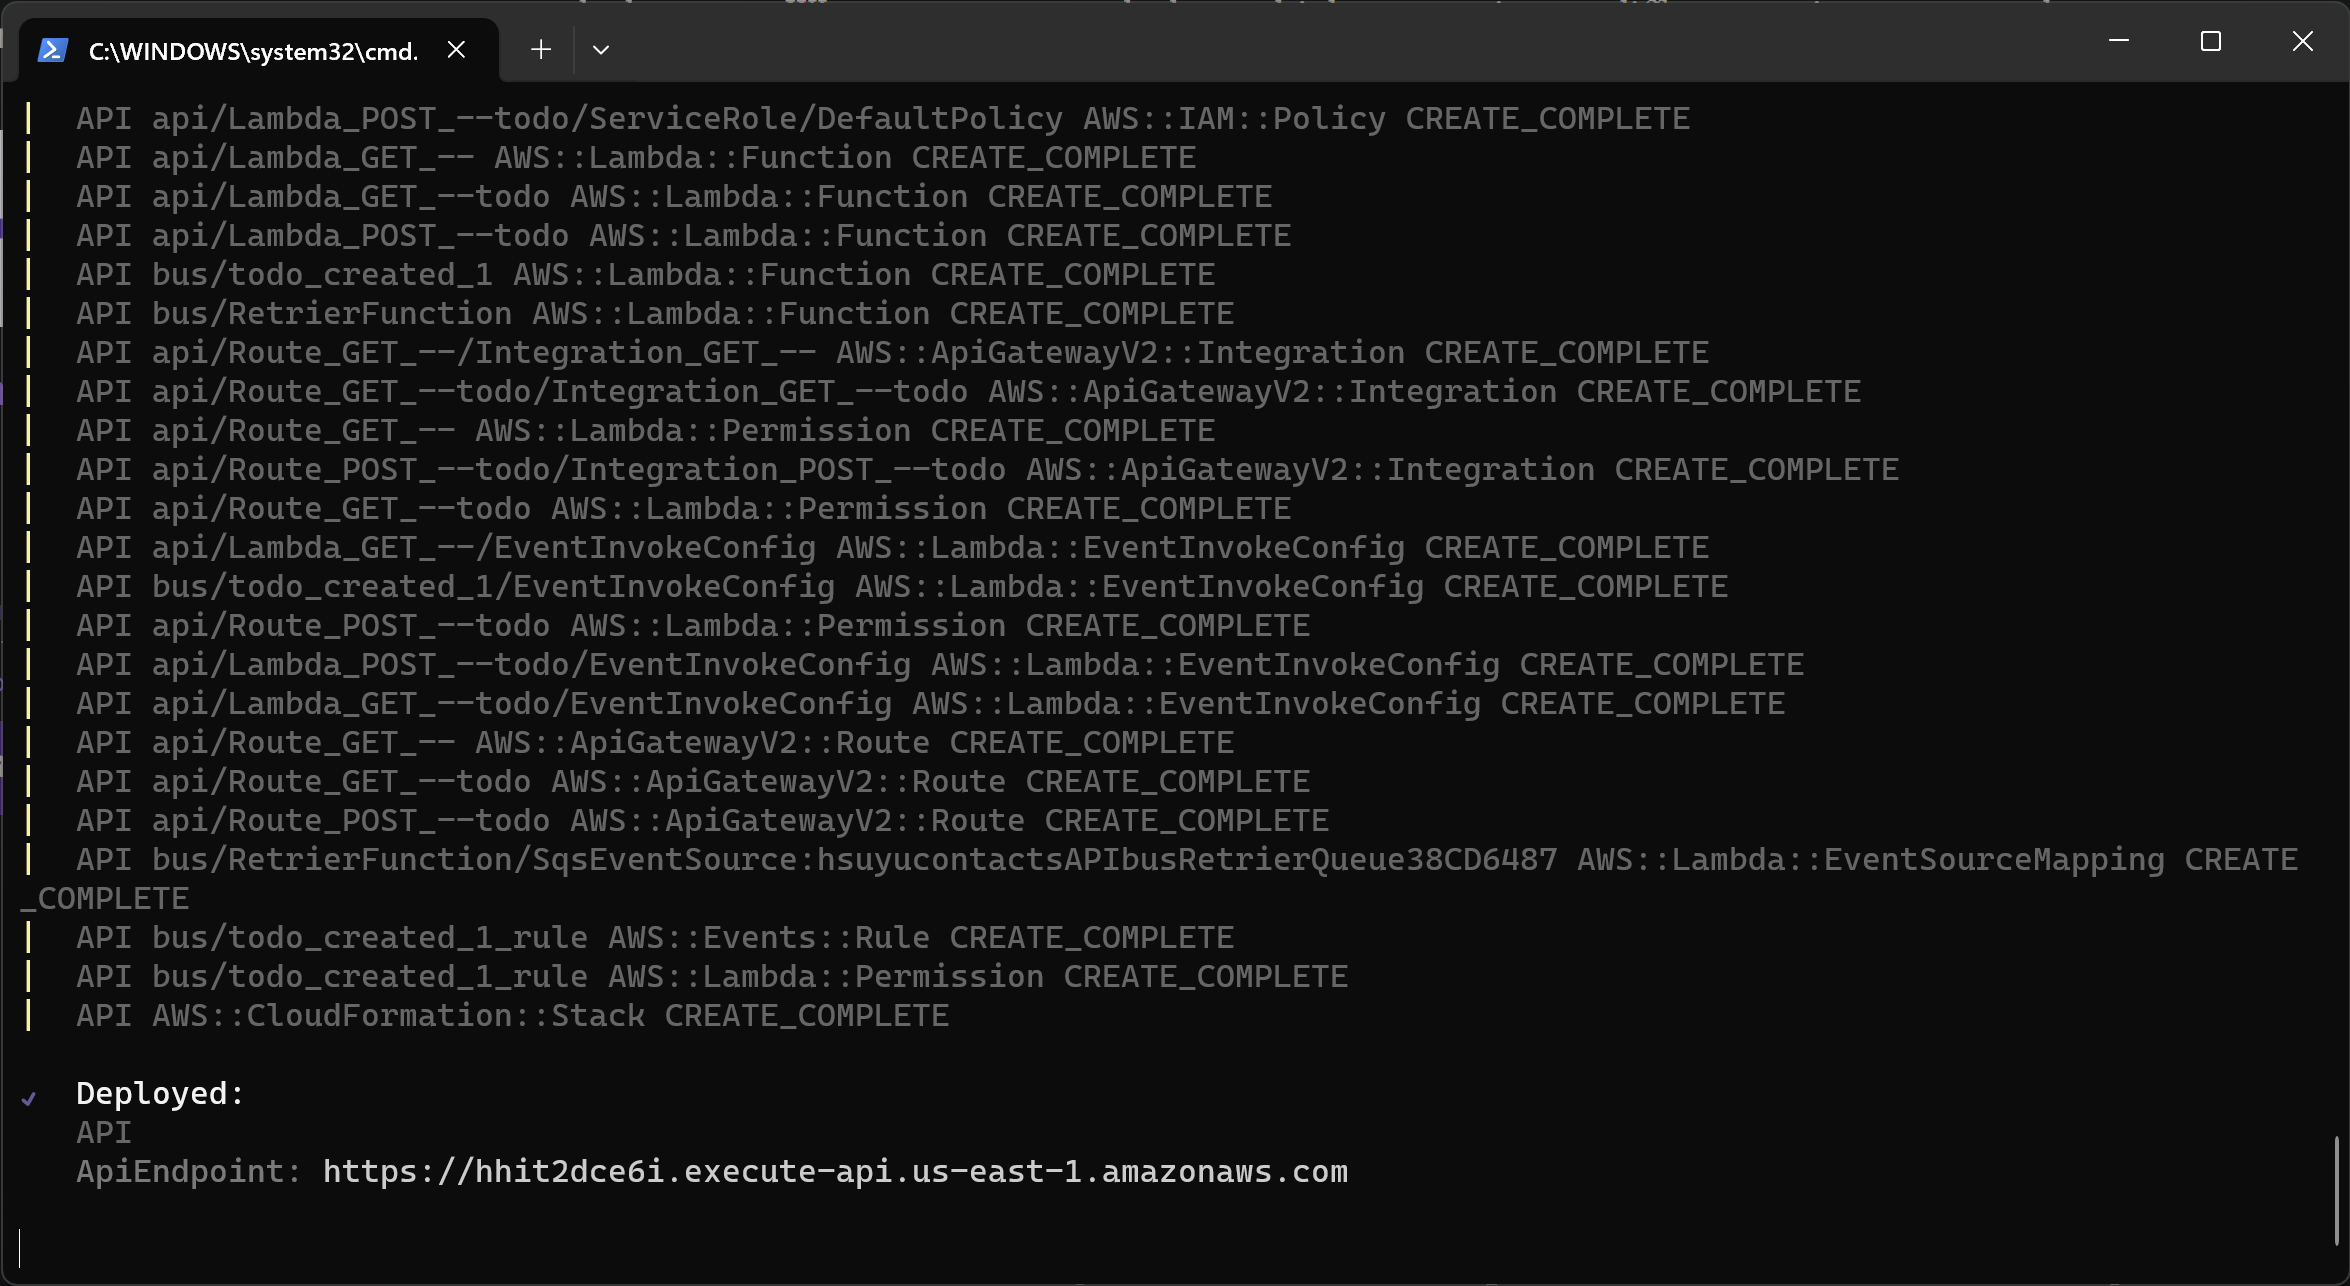 C:\WINDOWS\system32\cmd.
API api/Lambda_POST_--todo/ServiceRole/DefaultPolicy AWS::IAM::Policy CREATE_COMPLETE
API api/Lambda_GET_-- AWS::Lambda::Function CREATE_COMPLETE
API api/Lambda_GET_--todo AWS::Lambda::Function CREATE_COMPLETE
API api/Lambda_POST_--todo AWS::Lambda::Function CREATE_COMPLETE
API bus/todo_created_1 AWS::Lambda::Function CREATE_COMPLETE
API bus/RetrierFunction AWS::Lambda::Function CREATE_COMPLETE
API api/Route_GET_--/Integration_GET_-- AWS::ApiGatewayV2::Integration CREATE_COMPLETE
API api/Route_GET_--todo/Integration_GET_--todo AWS::ApiGatewayV2::Integration CREATE_COMPLETE
API api/Route_GET_-- AWS::Lambda::Permission CREATE_COMPLETE
API api/Route_POST_--todo/Integration_POST_--todo AWS::ApiGatewayV2::Integration CREATE_COMPLETE
API api/Route_GET_--todo AWS::Lambda::Permission CREATE_COMPLETE
API api/Lambda_GET_--/EventInvokeConfig AWS::Lambda::EventInvokeConfig CREATE_COMPLETE
API bus/todo_created_1/EventInvokeConfig AWS::Lambda::EventInvokeConfig CREATE_COMPLETE
API api/Route_POST_--todo AWS::Lambda::Permission CREATE_COMPLETE
API api/Lambda_POST_--todo/EventInvokeConfig AWS::Lambda::EventInvokeConfig CREATE_COMPLETE
API api/Lambda_GET_--todo/EventInvokeConfig AWS::Lambda::EventInvokeConfig CREATE_COMPLETE
API api/Route_GET_-- AWS::ApiGatewayV2::Route CREATE_COMPLETE
API api/Route_GET_--todo AWS::ApiGatewayV2::Route CREATE_COMPLETE
API api/Route_POST_--todo AWS::ApiGatewayV2::Route CREATE_COMPLETE
API bus/RetrierFunction/SqsEventSource:hsuyucontactsAPIbusRetrierQueue38CD6487 AWS::Lambda::EventSourceMapping CREATE
_COMPLETE
API bus/todo_created_1_rule AWS::Events::Rule CREATE_COMPLETE
API bus/todo_created_1_rule AWS::Lambda::Permission CREATE_COMPLETE
API AWS::CloudFormation::Stack CREATE_COMPLETE
Deployed:
API
ApiEndpoint: https://hhit2dce6i.execute-api.us-east-1.amazonaws.com